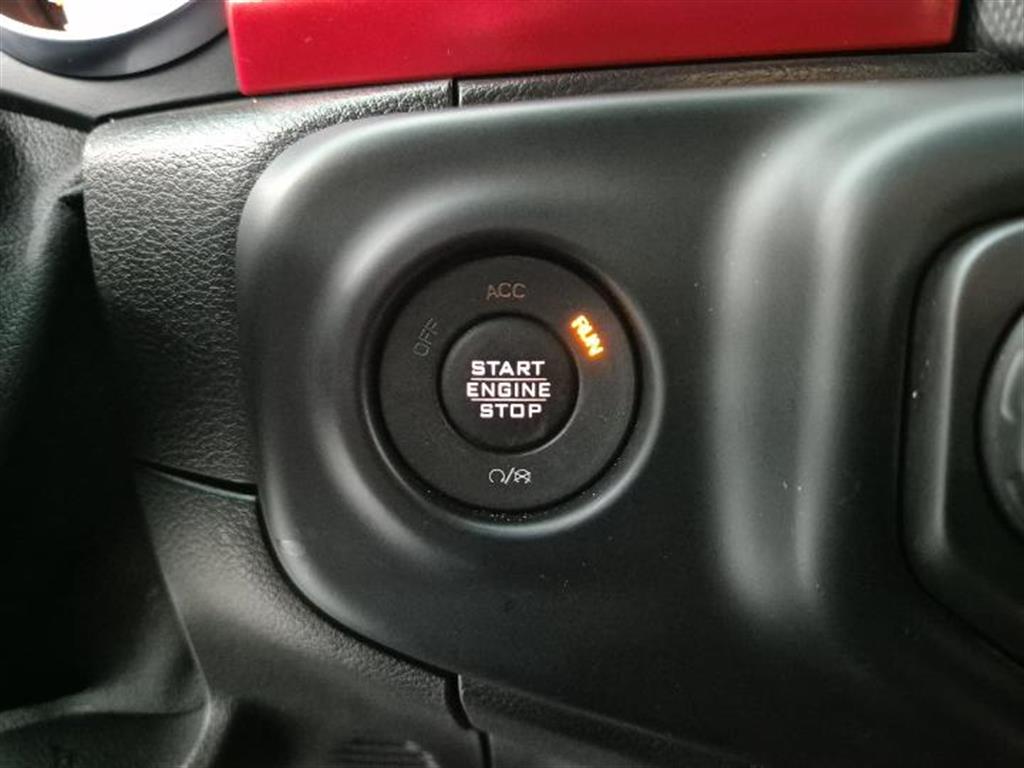 ACC
OFF
RUN
START
ENGINE
STOP